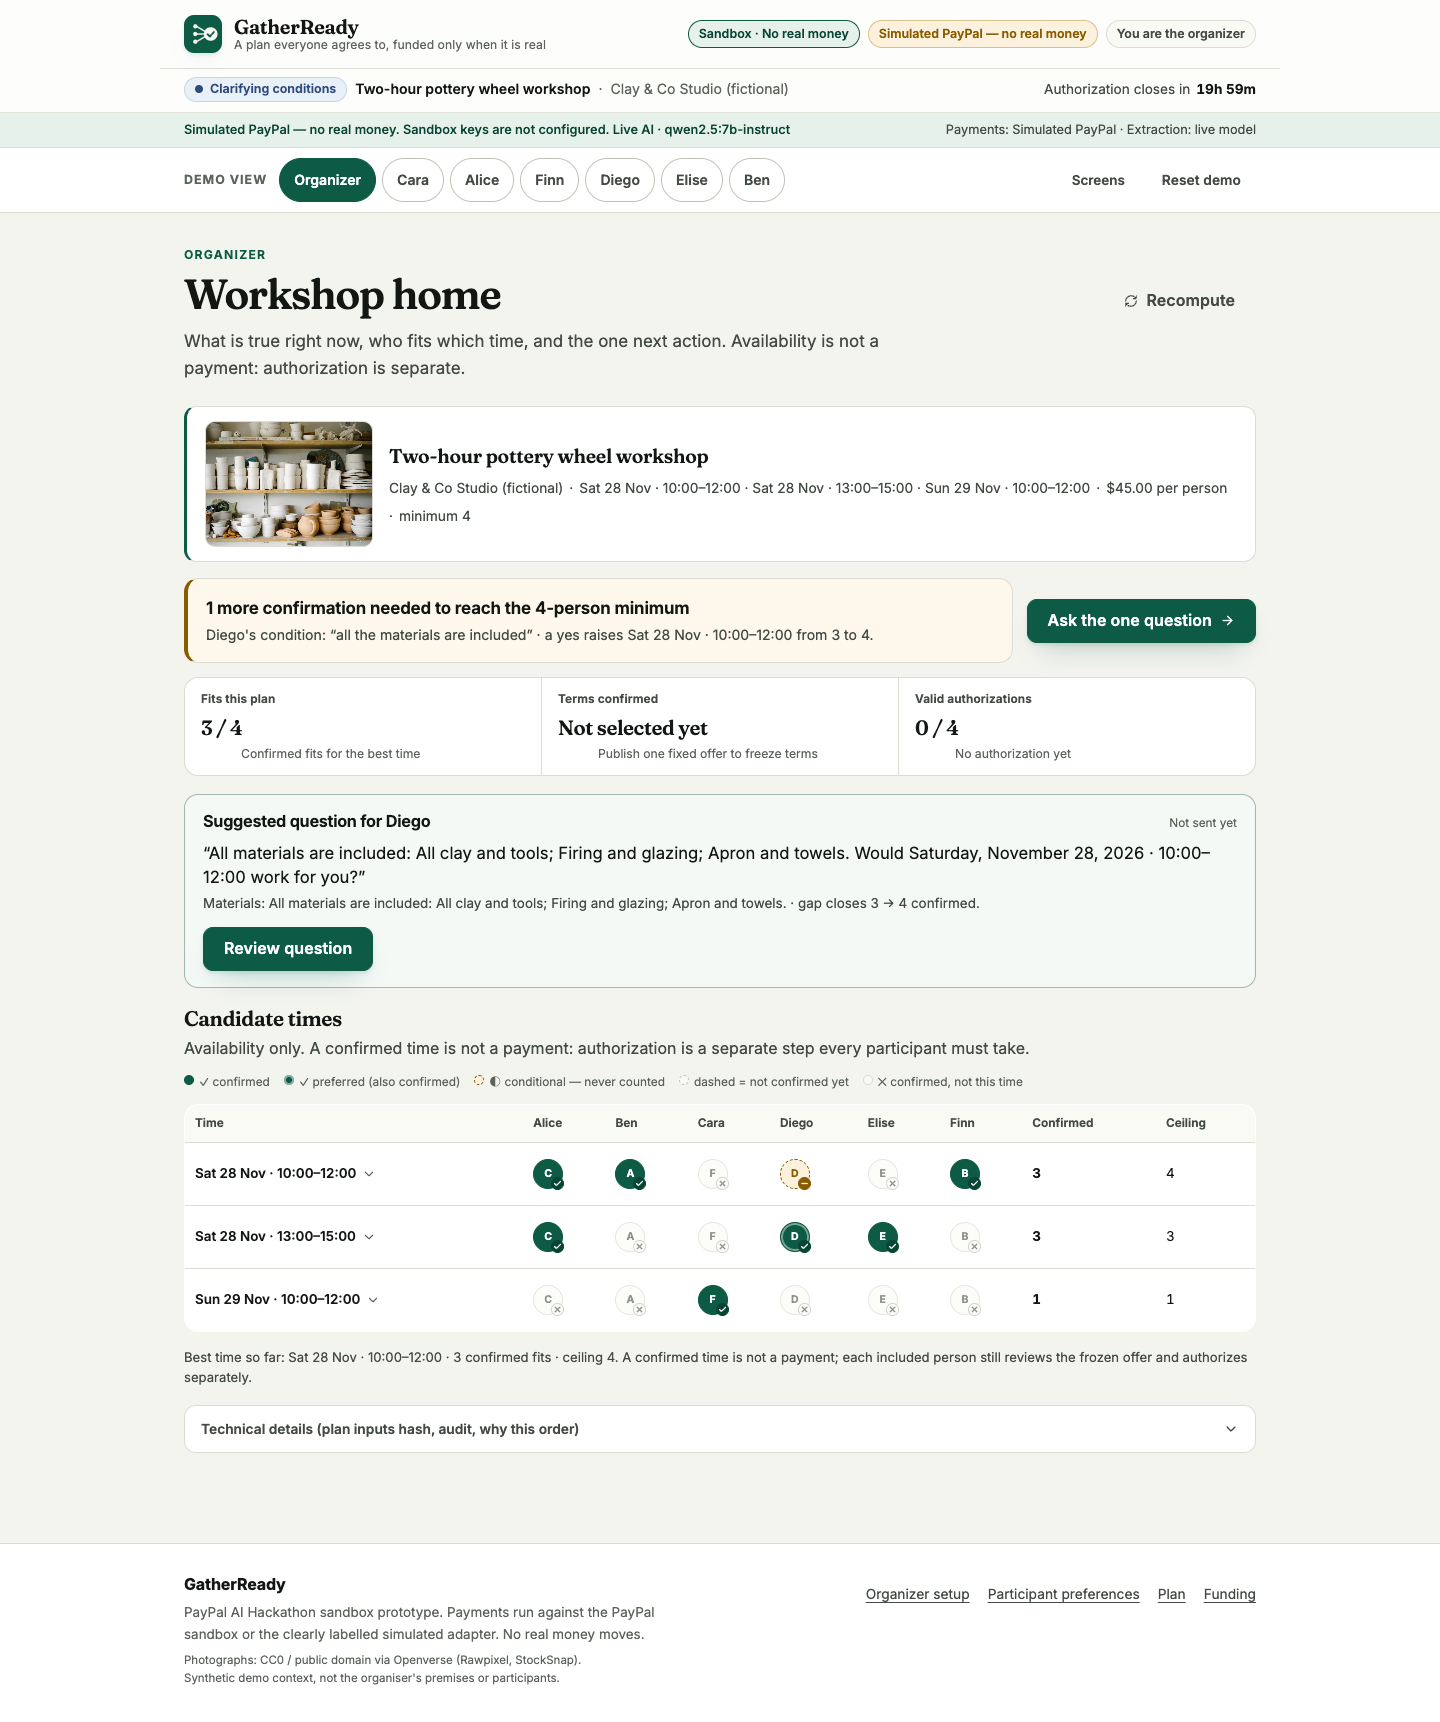 GatherReady
A plan everyone agrees to, funded only when it is real
Sandbox · No real money
Simulated PayPal — no real money
You are the organizer
Clarifying conditions
Two-hour pottery wheel workshop · Clay & Co Studio (fictional)
Authorization closes in 19h 59m
Simulated PayPal — no real money. Sandbox keys are not configured. Live AI · qwen2.5:7b-instruct
Payments: Simulated PayPal · Extraction: live model
DEMO VIEW
Organizer
Cara
Alice
Finn
Diego
Elise
Ben
Screens
Reset demo
ORGANIZER
Workshop home
Recompute
What is true right now, who fits which time, and the one next action. Availability is not a
payment: authorization is separate.
Two-hour pottery wheel workshop
Clay & Co Studio (fictional) · Sat 28 Nov · 10:00–12:00 · Sat 28 Nov · 13:00–15:00 · Sun 29 Nov · 10:00–12:00 · $45.00 per person
· minimum 4
1 more confirmation needed to reach the 4-person minimum
Diego's condition: “all the materials are included” · a yes raises Sat 28 Nov · 10:00–12:00 from 3 to 4.
Ask the one question →
Fits this plan
3 / 4
Confirmed fits for the best time
Terms confirmed
Not selected yet
Publish one fixed offer to freeze terms
Valid authorizations
0 / 4
No authorization yet
Suggested question for Diego
Not sent yet
“All materials are included: All clay and tools; Firing and glazing; Apron and towels. Would Saturday, November 28, 2026 · 10:00–
12:00 work for you?”
Materials: All materials are included: All clay and tools; Firing and glazing; Apron and towels. · gap closes 3 → 4 confirmed.
Review question
Candidate times
Availability only. A confirmed time is not a payment: authorization is a separate step every participant must take.
✓ confirmed ✓ preferred (also confirmed) ◐ conditional — never counted dashed = not confirmed yet ✕ confirmed, not this time
Time Alice Ben Cara Diego Elise Finn Confirmed Ceiling
Sat 28 Nov · 10:00–12:00 C A F D E B 3 4
Sat 28 Nov · 13:00–15:00 C A F D E B 3 3
Sun 29 Nov · 10:00–12:00 C A F D E B 1 1
Best time so far: Sat 28 Nov · 10:00–12:00 · 3 confirmed fits · ceiling 4. A confirmed time is not a payment; each included person still reviews the frozen offer and authorizes
separately.
Technical details (plan inputs hash, audit, why this order)
GatherReady
PayPal AI Hackathon sandbox prototype. Payments run against the PayPal
sandbox or the clearly labelled simulated adapter. No real money moves.
Photographs: CC0 / public domain via Openverse (Rawpixel, StockSnap).
Synthetic demo context, not the organiser's premises or participants.
Organizer setup
Participant preferences
Plan
Funding